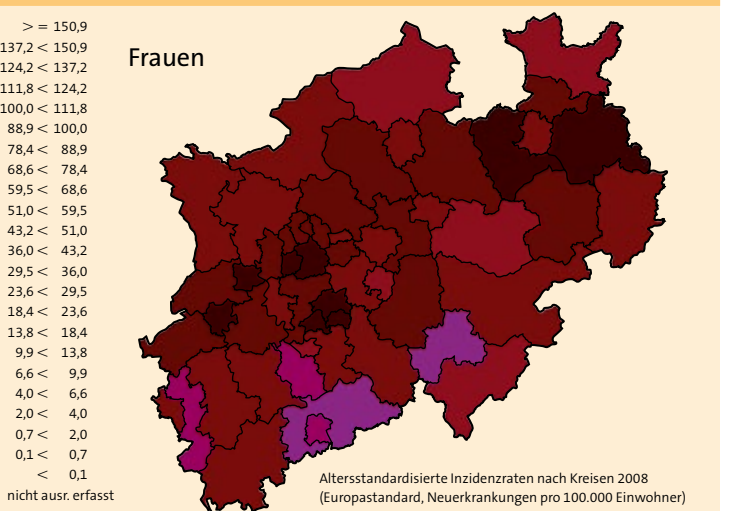 > = 150,9
137,2 < 150,9
124,2 < 137,2
111,8 < 124,2
100,0 < 111,8
88,9 < 100,0
78,4 < 88,9
68,6 < 78,4
59,5 < 68,6
51,0 < 59,5
43,2 < 51,0
36,0 < 43,2
29,5 < 36,0
23,6 < 29,5
18,4 < 23,6
13,8 < 18,4
9,9 < 13,8
6,6 < 9,9
4,0 < 6,6
2,0 < 4,0
0,7 < 2,0
0,1 < 0,7
< 0,1
nicht ausr. erfasst
Frauen
Altersstandardisierte Inzidenzraten nach Kreisen 2008
(Europastandard, Neuerkrankungen pro 100.000 Einwohner)